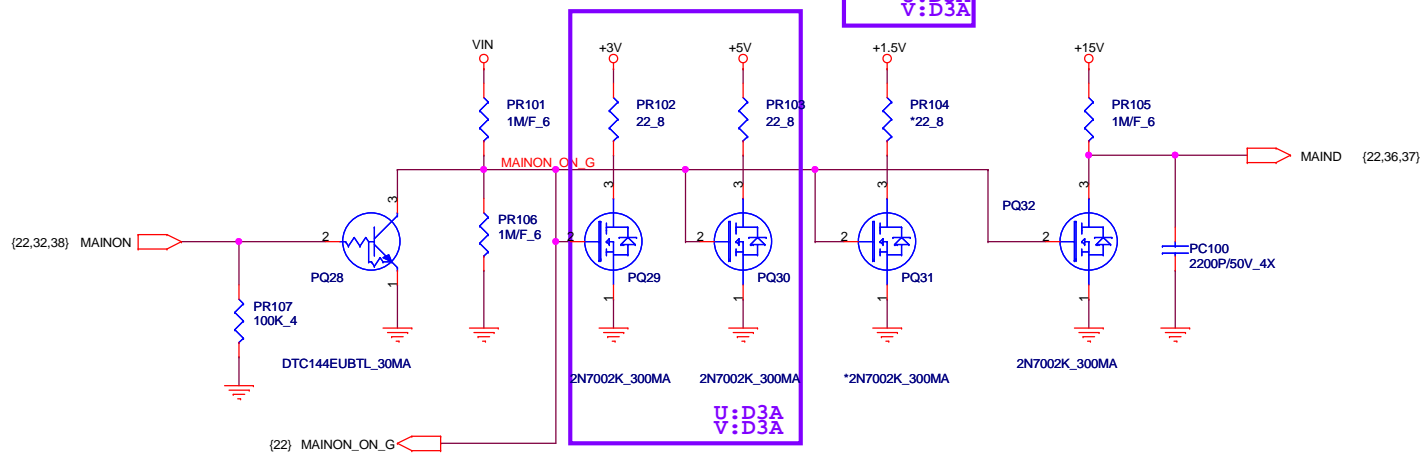 U:D3A
V:D3A
VIN
+3V
+5V
+1.5V
+15V
PR101
1M/F_6
PR102
22_8
PR103
22_8
PR104
*22_8
PR105
1M/F_6
MAINON_ON_G
MAIND {22,36,37}
3
3
3
3
3
PQ32
{22,32,38} MAINON
2
PR106
1M/F_6
2
2
2
2
PC100
2200P/50V_4X
PQ28
PQ29
PQ30
PQ31
1
1
1
1
1
PR107
100K_4
DTC144EUBTL_30MA
2N7002K_300MA
2N7002K_300MA
*2N7002K_300MA
2N7002K_300MA
U:D3A
V:D3A
{22} MAINON_ON_G